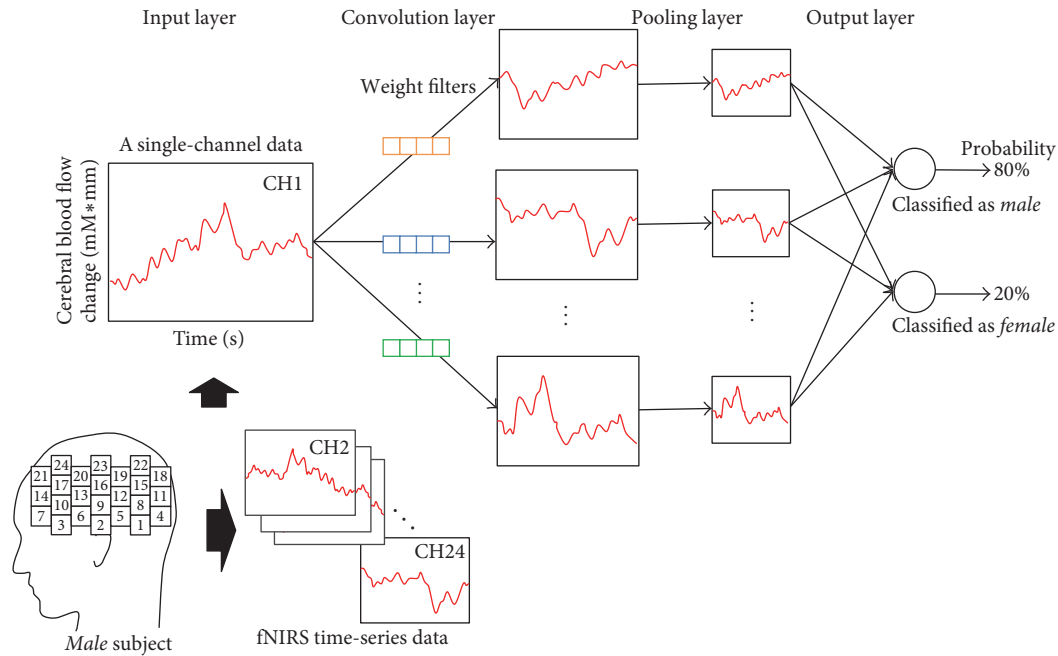 Input layer
Convolution layer
Pooling layer
Output layer
Weight filters
A single-channel data
CH1
Cerebral blood flow
change (mM∗mm)
Time (s)
⋮
⋮
⋮
Probability
80%
Classified as male
20%
Classified as female
24 23 22
21 20 19 18
17 16 15
14 13 12 11
10 9 8
7 6 5 4
3 2 1
Male subject
CH2
⋱
CH24
fNIRS time-series data